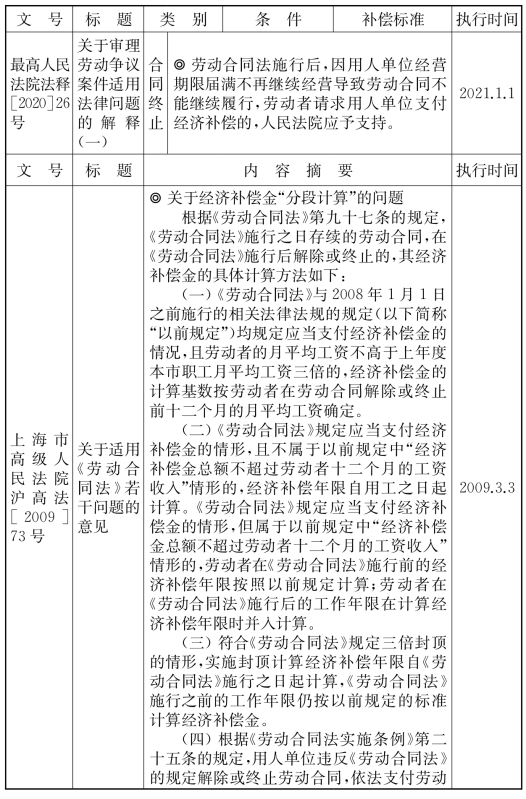 文 号 标 题 类 别 条 件 补偿标准 执行时间
最高人民
法院法释
[2020]26
号
关于审理
劳动争议
案件适用
法律问题
的解释
(一)
合
同
终
止
◎ 劳动合同法施行后,因用人单位经营
期限届满不再继续经营导致劳动合同不
能继续履行,劳动者请求用人单位支付
经济补偿的,人民法院应予支持。
2021.1.1
文 号 标 题 内 容 摘 要 执行时间
上海市
高级人
民法院
沪高法
[2009]
73号
关于适用
《劳动合
同法》若
干问题的
意见
◎ 关于经济补偿金“分段计算”的问题
根据《劳动合同法》第九十七条的规定,
《劳动合同法》施行之日存续的劳动合同,在
《劳动合同法》施行后解除或终止的,其经济
补偿金的具体计算方法如下:
(一)《劳动合同法》与2008年1月1日
之前施行的相关法律法规的规定(以下简称
“以前规定”)均规定应当支付经济补偿金的
情况,且劳动者的月平均工资不高于上年度
本市职工月平均工资三倍的,经济补偿金的
计算基数按劳动者在劳动合同解除或终止
前十二个月的月平均工资确定。
(二)《劳动合同法》规定应当支付经济
补偿金的情形,且不属于以前规定中“经济
补偿金总额不超过劳动者十二个月的工资
收入”情形的,经济补偿年限自用工之日起
计算。《劳动合同法》规定应当支付经济补
偿金的情形,但属于以前规定中“经济补偿
金总额不超过劳动者十二个月的工资收入”
情形的,劳动者在《劳动合同法》施行前的经
济补偿年限按照以前规定计算;劳动者在
《劳动合同法》施行后的工作年限在计算经
济补偿年限时并入计算。
(三)符合《劳动合同法》规定三倍封顶
的情形,实施封顶计算经济补偿年限自《劳
动合同法》施行之日起计算,《劳动合同法》
施行之前的工作年限仍按以前规定的标准
计算经济补偿金。
(四)根据《劳动合同法实施条例》第二
十五条的规定,用人单位违反《劳动合同法》
的规定解除或终止劳动合同,依法支付劳动
2009.3.3